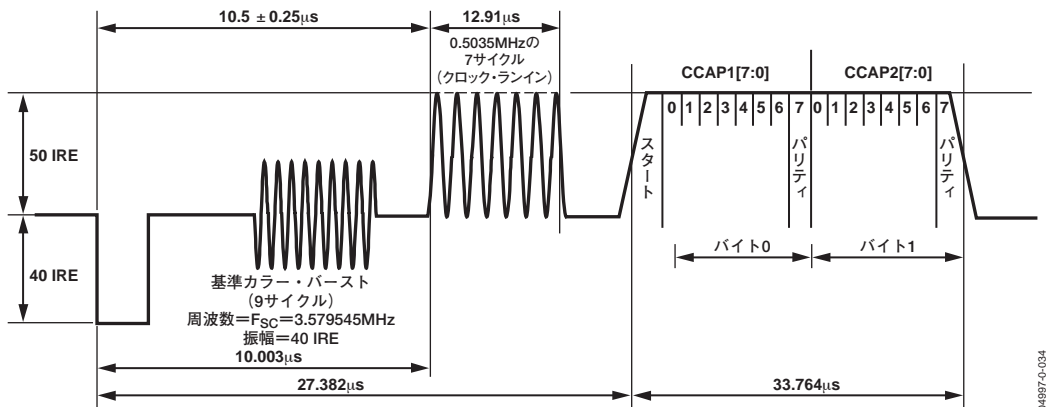 10.5 ± 0.25μs
12.91μs
0.5035MHzの
7サイクル
(クロック・ランイン)
CCAP1[7:0]
CCAP2[7:0]
0 1 2 3 4 5 6 7 0 1 2 3 4 5 6 7
スタート
パリティ
パリティ
50 IRE
40 IRE
バイト0
バイト1
基準カラー・バースト
(9サイクル)
周波数=FSC=3.579545MHz
振幅=40 IRE
10.003μs
27.382μs
33.764μs
04997-0-034